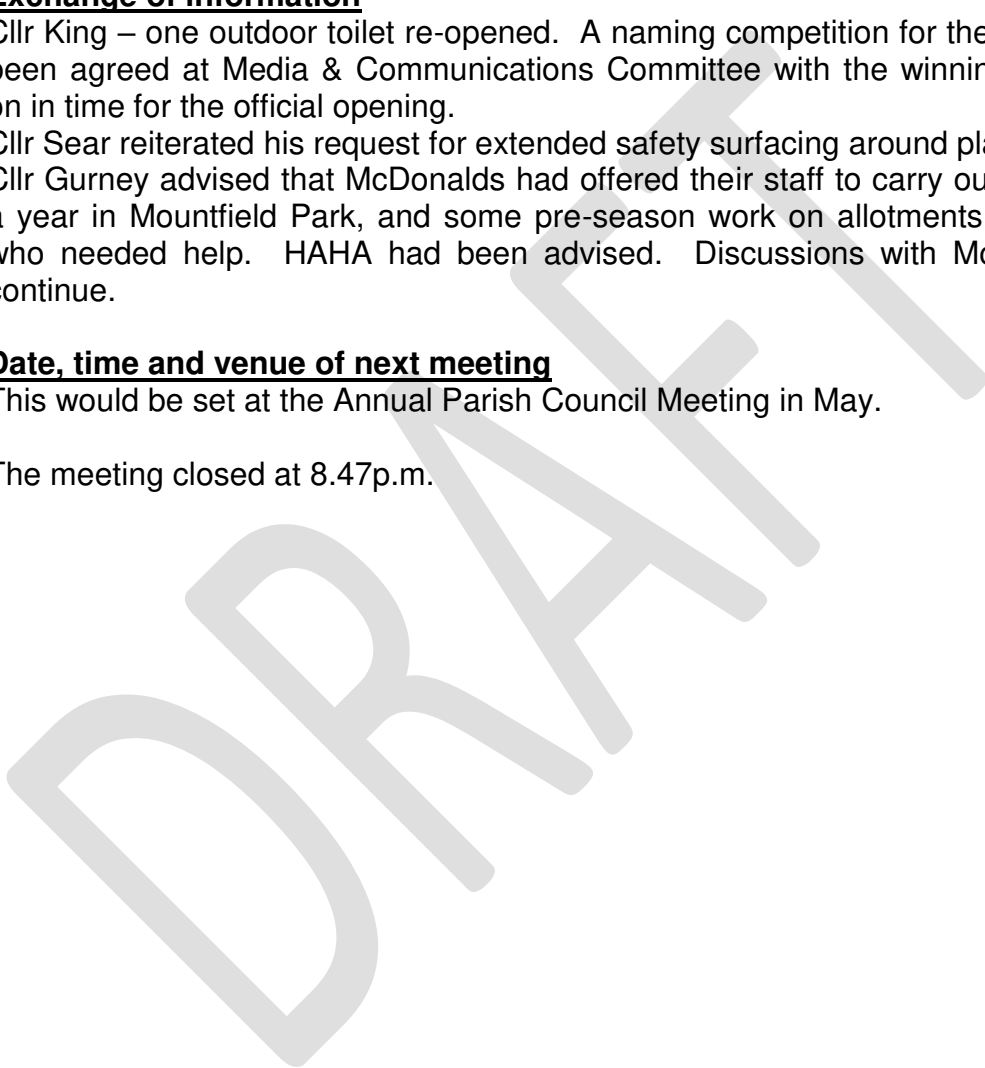 Exchange of information
Cllr King – one outdoor toilet re-opened. A naming competition for the
been agreed at Media & Communications Committee with the
on in time for the official opening.
Cllr Sear reiterated his request for extended safety surfacing around
Cllr Gurney advised that McDonalds had offered their staff to carry
a year in Mountfield Park, and some pre-season work on allotments
who needed help. HAHA had been advised. Discussions with
continue.
Date, time and venue of next meeting
This would be set at the Annual Parish Council Meeting in May.
The meeting closed at 8.47p.m.
DRAFT